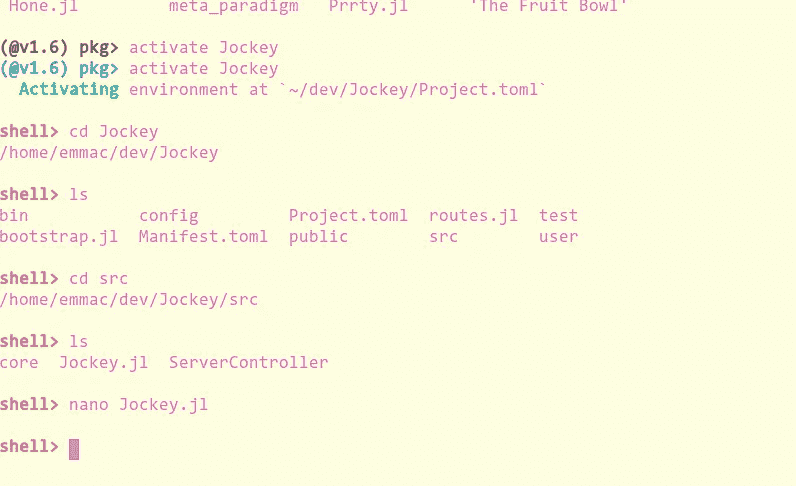 Hone.jl meta_paradigm Prrty.jl 'The Fruit Bowl'
(@v1.6) pkg> activate Jockey
(@v1.6) pkg> activate Jockey
Activating environment at `~/dev/Jockey/Project.toml`
shell> cd Jockey
/home/emmac/dev/Jockey
shell> ls
bin config Project.toml routes.jl test
bootstrap.jl Manifest.toml public src user
shell> cd src
/home/emmac/dev/Jockey/src
shell> ls
core Jockey.jl ServerController
shell> nano Jockey.jl
shell>